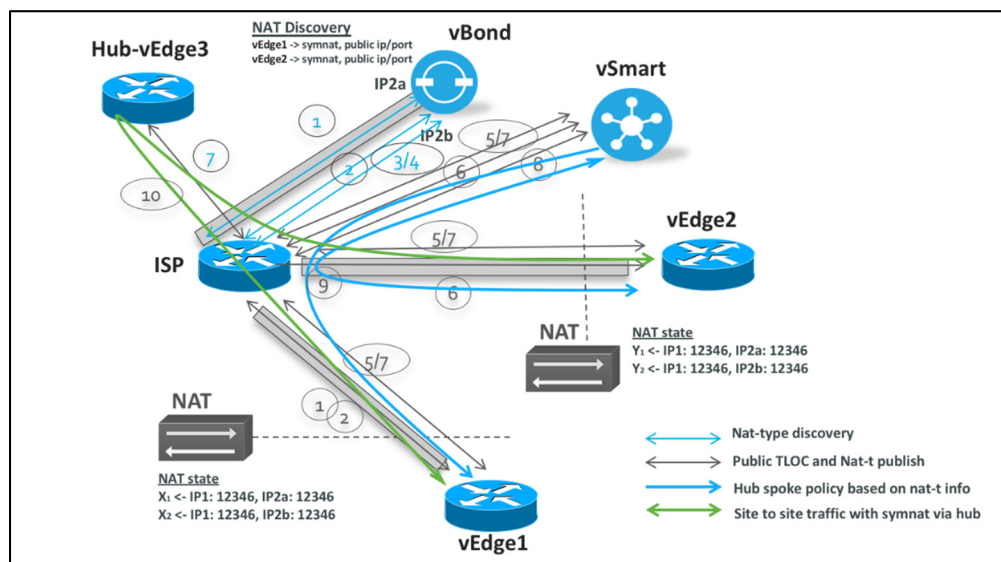 NAT Discovery
vEdge1 -> symnat, public ip/port
vEdge2 -> symnat, public ip/port
Hub-vEdge3
vBond
IP2a
vSmart
1
IP2b
5/7
7
2
3/4
6
8
10
vEdge2
5/7
ISP
9
6
NAT
NAT state
Y1 <- IP1: 12346, IP2a: 12346
Y2 <- IP1: 12346, IP2b: 12346
5/7
1
2
NAT
NAT state
X1 <- IP1: 12346, IP2a: 12346
X2 <- IP1: 12346, IP2b: 12346
Nat-type discovery
Public TLOC and Nat-t publish
Hub spoke policy based on nat-t info
Site to site traffic with symnat via hub
vEdge1